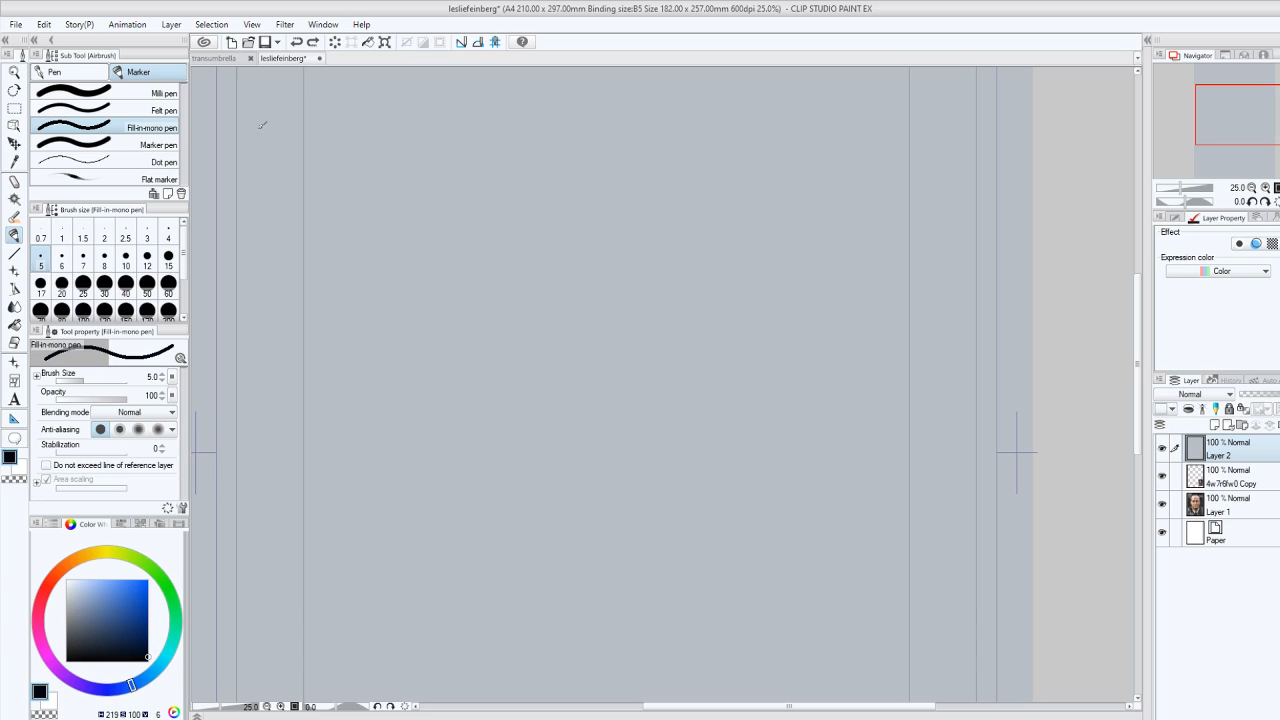 lesliefeinberg* (A4 210.00 x 297.00mm Binding size:B5 Size 182.00 x 257.00mm 600dpi 25.0%) - CLIP STUDIO PAINT EX
File Edit Story(P) Animation Layer Selection View Filter Window Help
Sub Tool [Airbrush]
transumbrella lesliefeinberg*
Pen Marker
Milli pen
Felt pen
Fill-in-mono pen
Marker pen
Dot pen
Flat marker
Brush size [Fill-in-mono pen]
0.7 1 1.5 2 2.5 3 4
5 6 7 8 10 12 15
17 20 25 30 40 50 60
Tool property [Fill-in-mono pen]
Fill-in-mono pen
Brush Size 5.0
Opacity 100
Blending mode Normal
Anti-aliasing
Stabilization 0
Do not exceed line of reference layer
Area scaling
Color Wh
H 219 S 100 V 6
25.0 0.0
Navigator
25.0
0.0
Layer Property
Effect
Expression color
Color
Layer History Auto
Normal
100 % Normal
Layer 2
100 % Normal
4w7r6fw0 Copy
100 % Normal
Layer 1
Paper